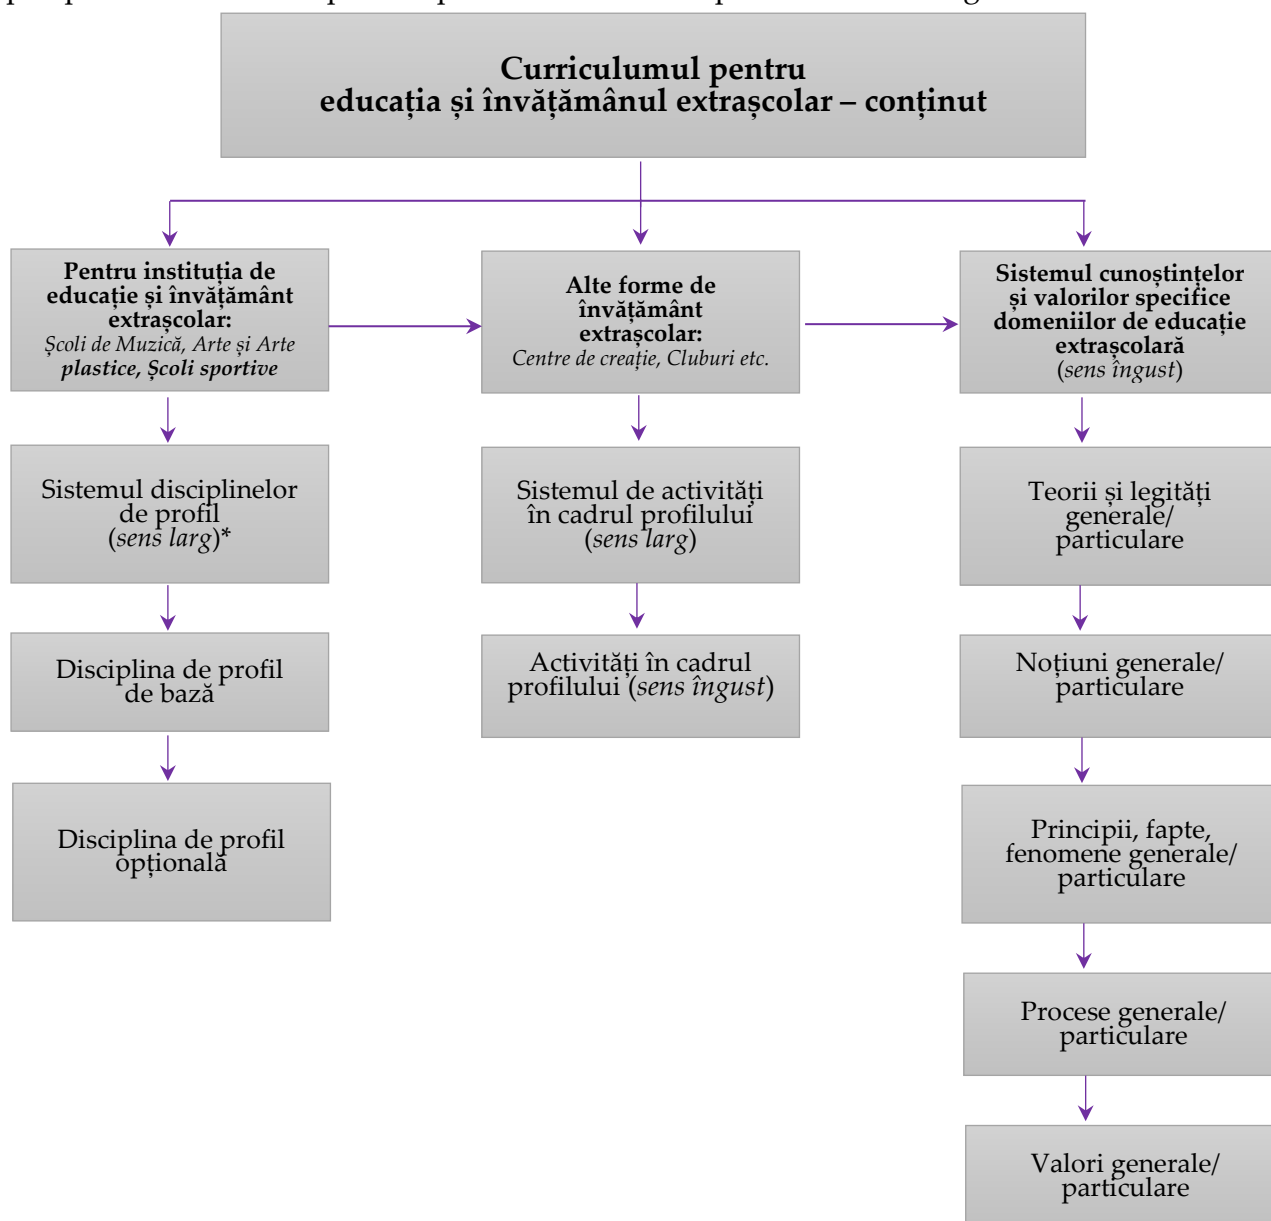 Curriculumul pentru
educația și învățămânul extrașcolar – conținut
Pentru instituția de
educație și învățământ
extrașcolar:
Școli de Muzică, Arte și Arte
plastice, Școli sportive
Alte forme de
învățământ
extrașcolar:
Centre de creație, Cluburi etc.
Sistemul cunoștințelor
și valorilor specifice
domeniilor de educație
extrașcolară
(sens îngust)
Sistemul disciplinelor
de profil
(sens larg)*
Sistemul de activități
în cadrul profilului
(sens larg)
Teorii și legități
generale/
particulare
Disciplina de profil
de bază
Activități în cadrul
profilului (sens îngust)
Noțiuni generale/
particulare
Disciplina de profil
opțională
Principii, fapte,
fenomene generale/
particulare
Procese generale/
particulare
Valori generale/
particulare